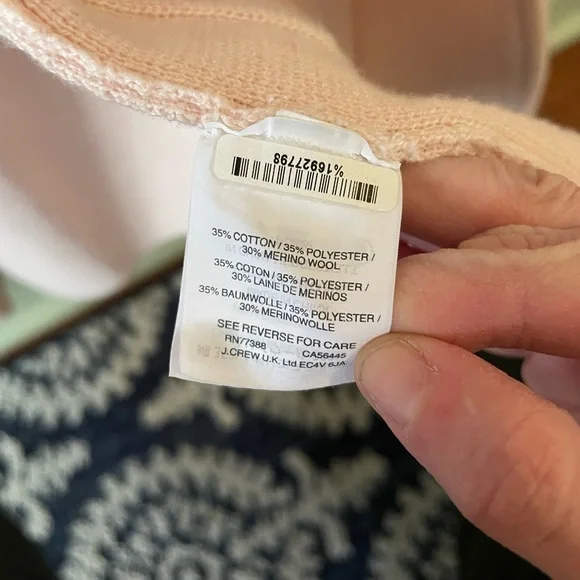 %16927798
35% COTTON / 35% POLYESTER /
30% MERINO WOOL
35% COTON / 35% POLYESTER /
30% LAINE DE MERINOS
35% BAUMWOLLE / 35% POLYESTER /
30% MERINOWOLLE
SEE REVERSE FOR CARE
RN77388 CA56445
J.CREW U.K. Ltd EC4V 6JA